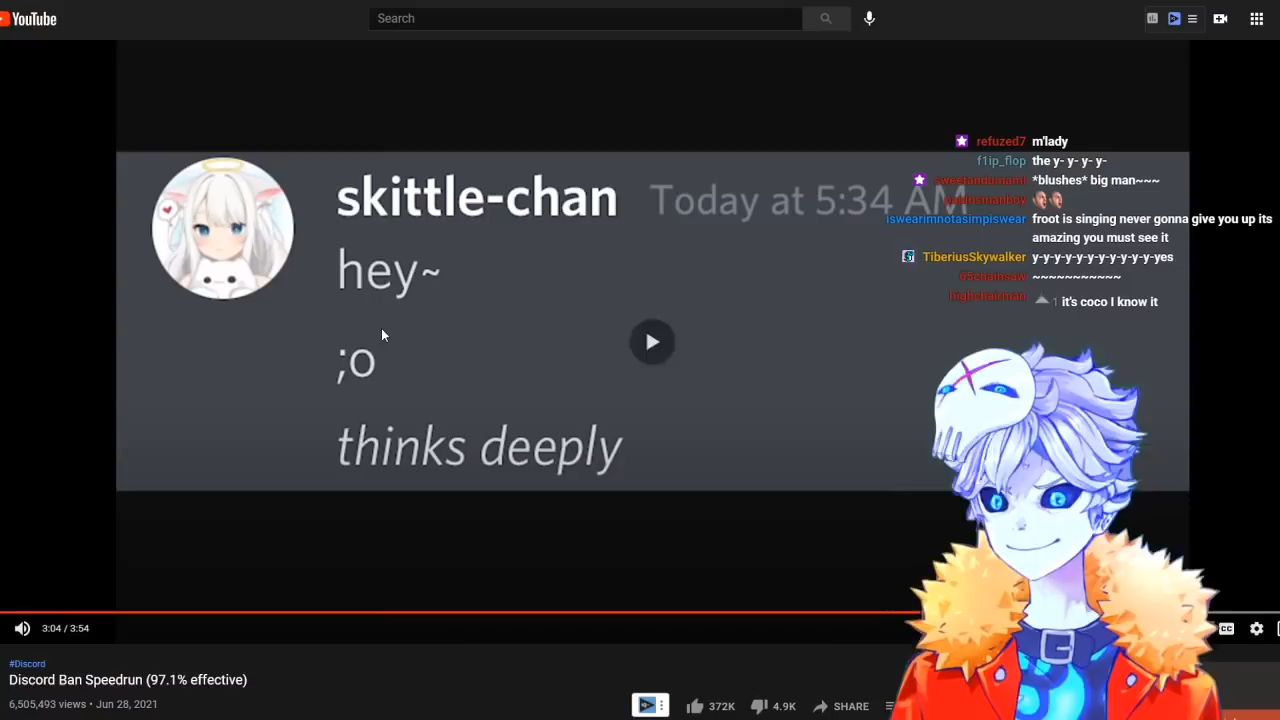 YouTube
Search
skittle-chan Today at 5:34 AM
hey~
;o
thinks deeply
refuzed7 m'lady
f1ip_flop the y- y- y- y-
*blushes* big man~~~
iswearimnotasimpiswear froot is singing never gonna give you up its
amazing you must see it
TiberiusSkywalker y-y-y-y-y-y-y-y-y-y-yes
65chainsaw ~~~~~~~~~~~
highchairman 1 it's coco I know it
3:04 / 3:54
CC
#Discord
Discord Ban Speedrun (97.1% effective)
6,505,493 views • Jun 28, 2021
372K 4.9K SHARE